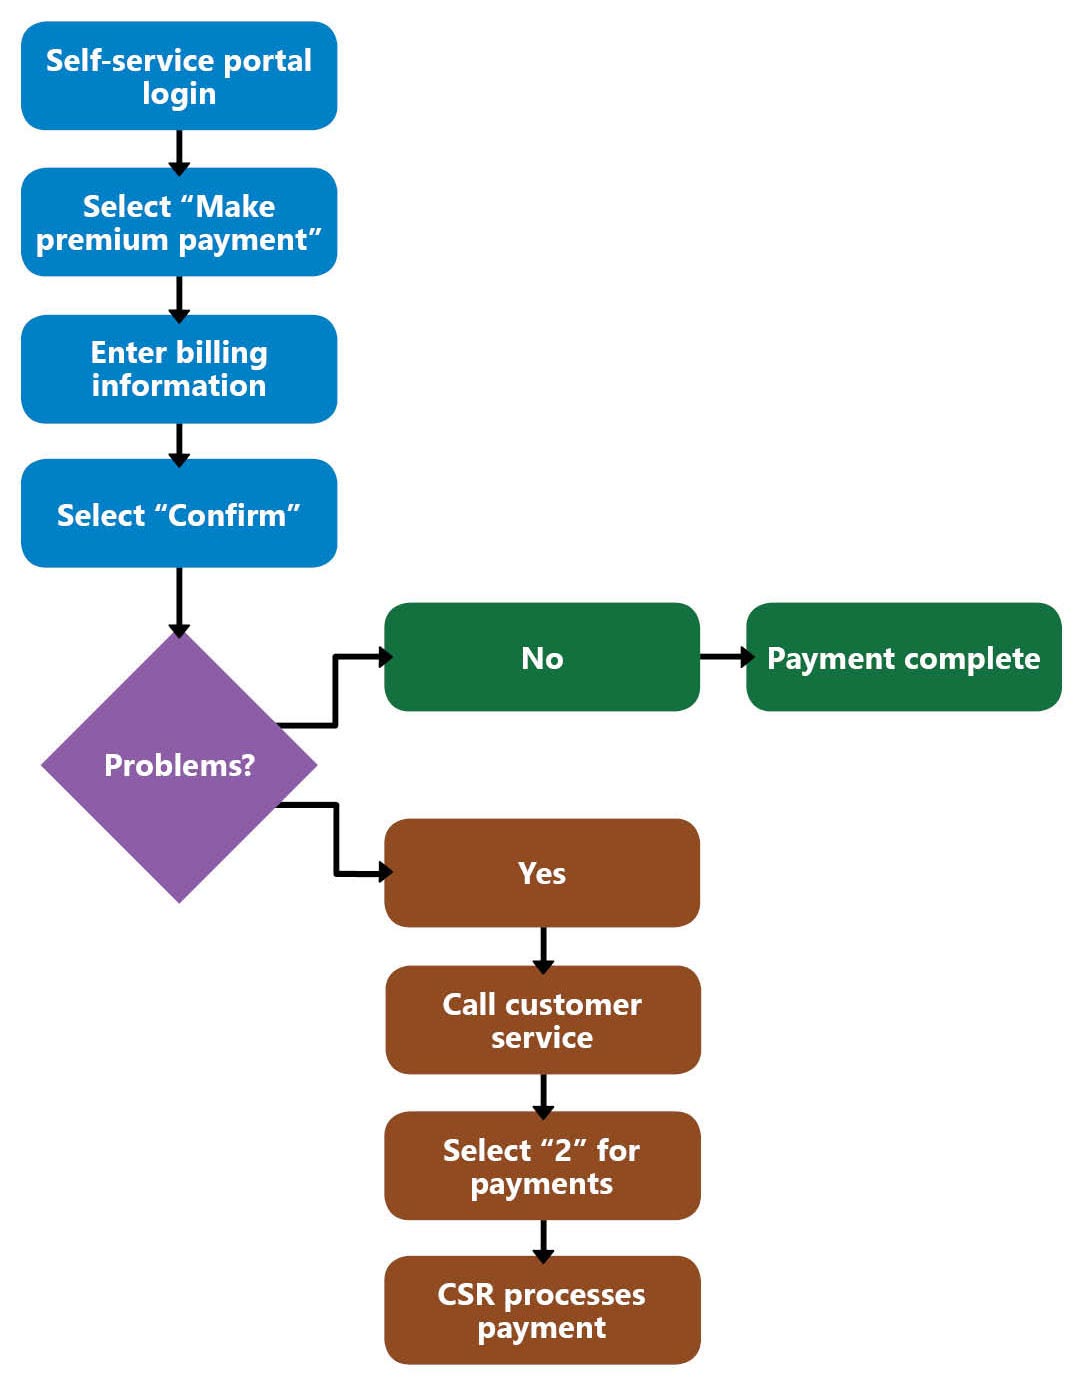 Self-service portal
login
Select “Make
premium payment”
Enter billing
information
Select “Confirm”
Problems?
No
Payment complete
Yes
Call customer
service
Select “2” for
payments
CSR processes
payment